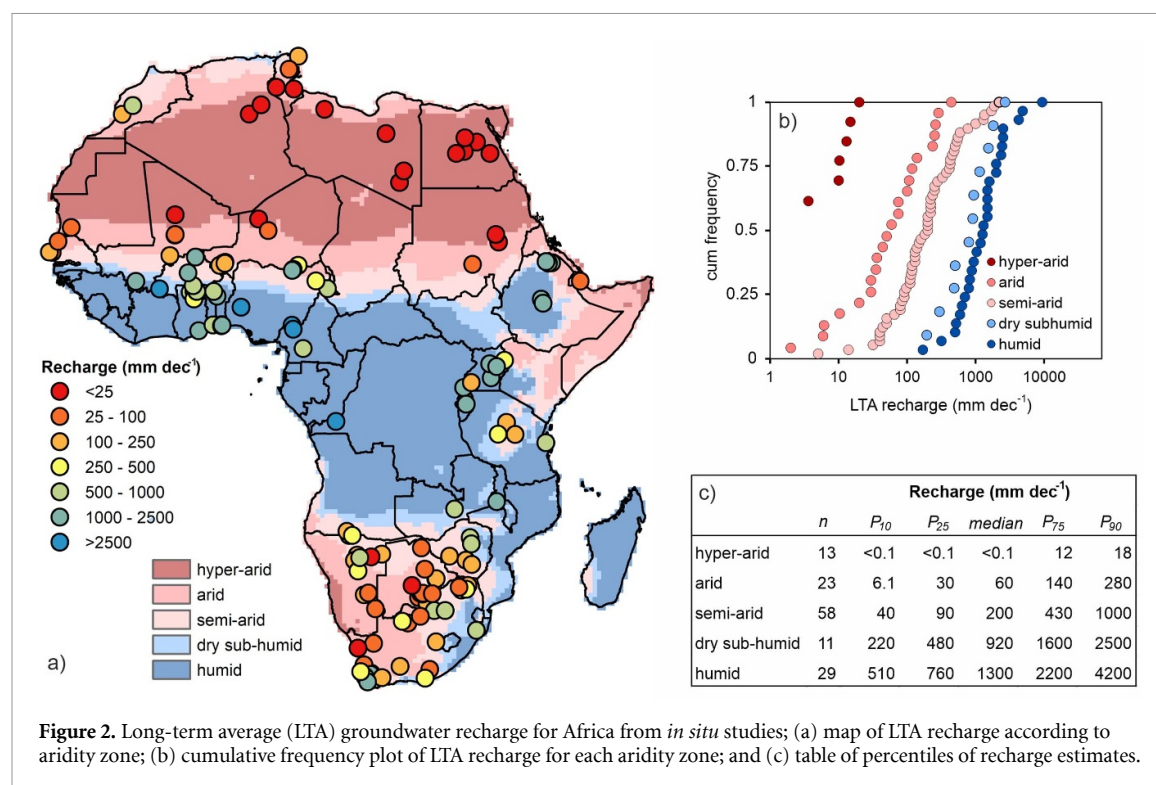 Recharge (mm dec⁻¹)
<25
25 - 100
100 - 250
250 - 500
500 - 1000
1000 - 2500
>2500
hyper-arid
arid
semi-arid
dry sub-humid
humid
a)
b)
cum frequency
1
0.75
0.5
0.25
0
hyper-arid
arid
semi-arid
dry subhumid
humid
1 10 100 1000 10000
LTA recharge (mm dec⁻¹)
c)
Recharge (mm dec⁻¹)
n P₁₀ P₂₅ median P₇₅ P₉₀
hyper-arid 13 <0.1 <0.1 <0.1 12 18
arid 23 6.1 30 60 140 280
semi-arid 58 40 90 200 430 1000
dry sub-humid 11 220 480 920 1600 2500
humid 29 510 760 1300 2200 4200
Figure 2. Long-term average (LTA) groundwater recharge for Africa from in situ studies; (a) map of LTA recharge according to
aridity zone; (b) cumulative frequency plot of LTA recharge for each aridity zone; and (c) table of percentiles of recharge estimates.